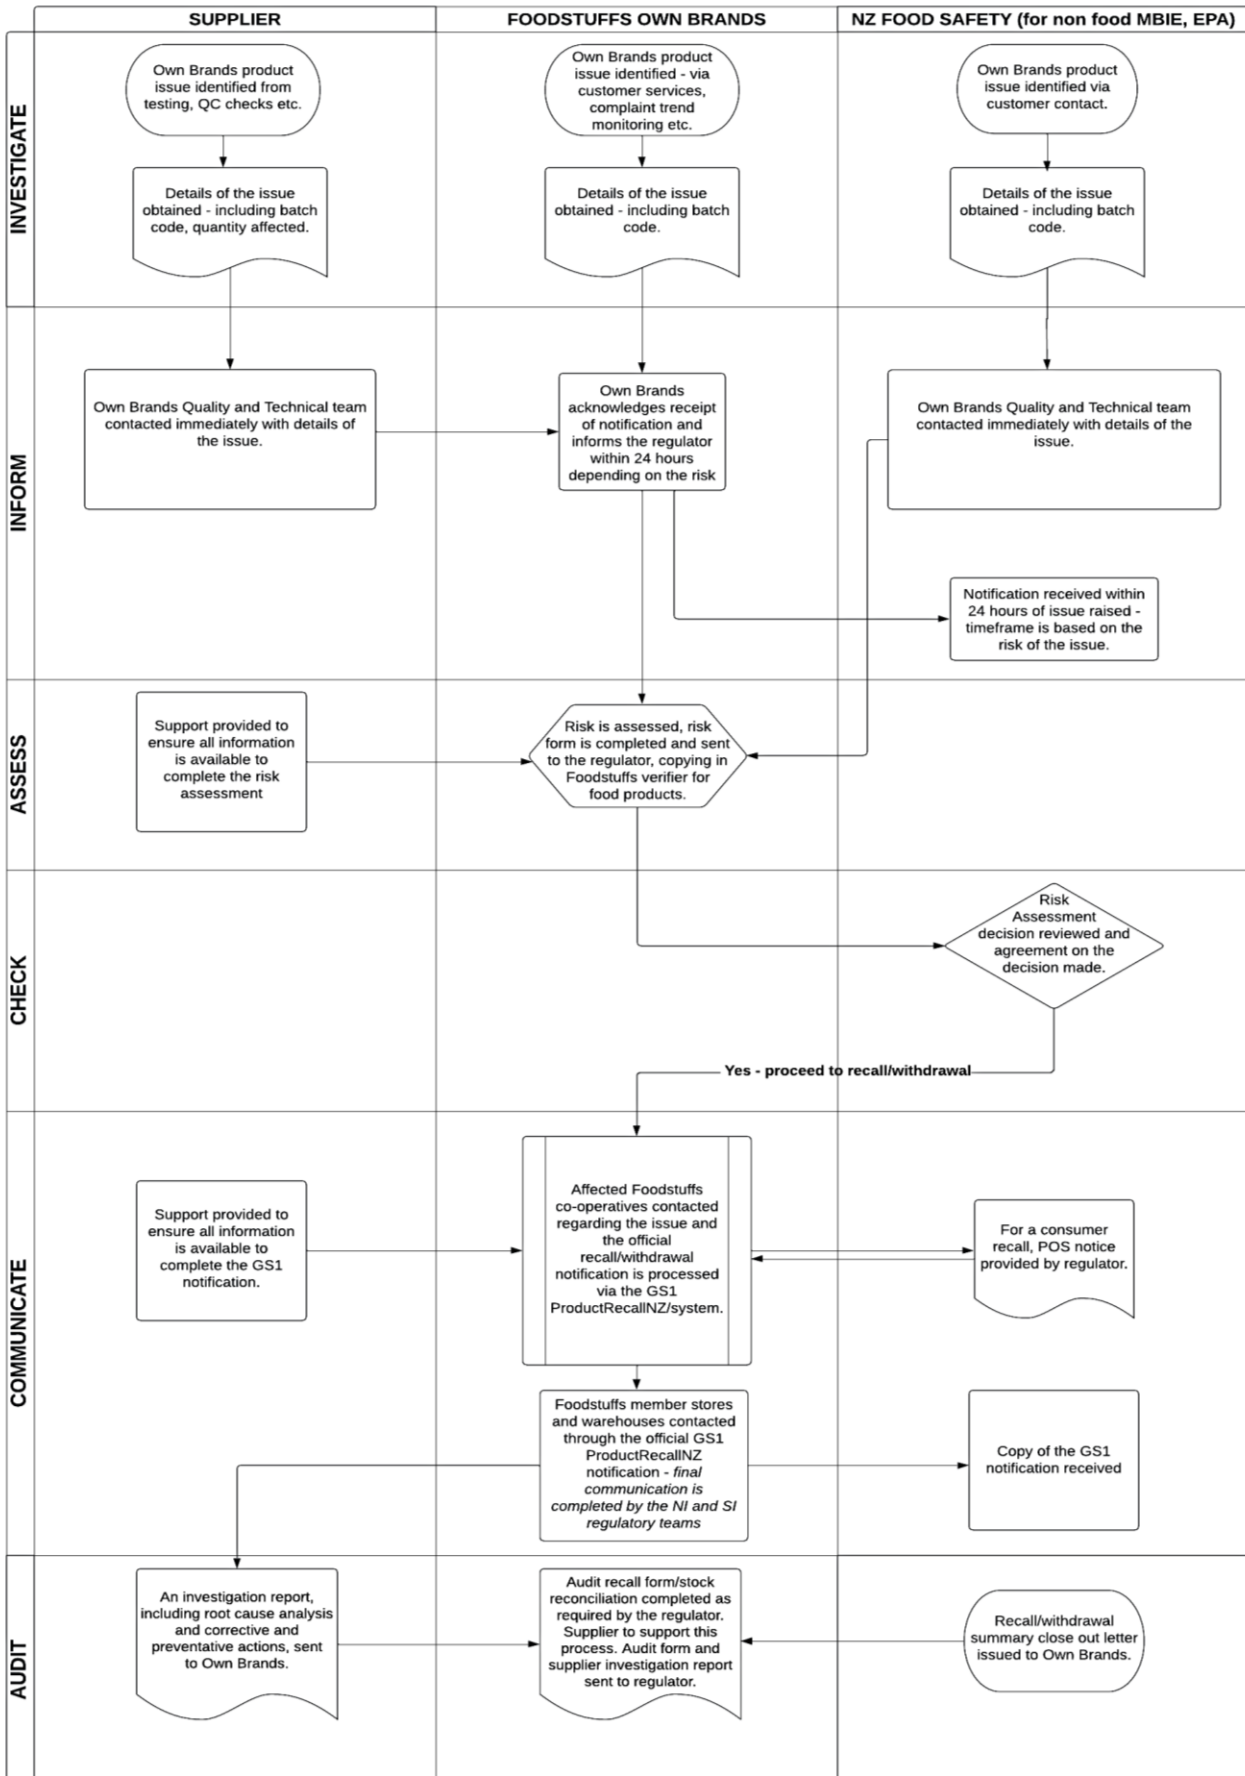 SUPPLIER
FOODSTUFFS OWN BRANDS
NZ FOOD SAFETY (for non food MBIE, EPA)
INVESTIGATE
Own Brands product
issue identified from
testing, QC checks etc.
Own Brands product
issue identified - via
customer services,
complaint trend
monitoring etc.
Own Brands product
issue identified via
customer contact.
Details of the issue
obtained - including batch
code, quantity affected.
Details of the issue
obtained - including batch
code.
Details of the issue
obtained - including batch
code.
INFORM
Own Brands Quality and Technical team
contacted immediately with details of
the issue.
Own Brands
acknowledges receipt
of notification and
informs the regulator
within 24 hours
depending on the risk
Own Brands Quality and Technical team
contacted immediately with details of the
issue.
Notification received within
24 hours of issue raised -
timeframe is based on the
risk of the issue.
ASSESS
Support provided to
ensure all information
is available to
complete the risk
assessment
Risk is assessed, risk
form is completed and sent
to the regulator, copying in
Foodstuffs verifier for
food products.
CHECK
Risk
Assessment
decision reviewed and
agreement on the
decision made.
Yes - proceed to recall/withdrawal
COMMUNICATE
Support provided to
ensure all information
is available to
complete the GS1
notification.
Affected Foodstuffs
co-operatives contacted
regarding the issue and
the official
recall/withdrawal
notification is processed
via the GS1
ProductRecallNZ/system.
For a consumer
recall, POS notice
provided by regulator.
Foodstuffs member stores
and warehouses contacted
through the official GS1
ProductRecallNZ
notification - final
communication is
completed by the NI and SI
regulatory teams
Copy of the GS1
notification received
AUDIT
An investigation report,
including root cause analysis
and corrective and
preventative actions, sent
to Own Brands.
Audit recall form/stock
reconciliation completed as
required by the regulator.
Supplier to support this
process. Audit form and
supplier investigation report
sent to regulator.
Recall/withdrawal
summary close out letter
issued to Own Brands.